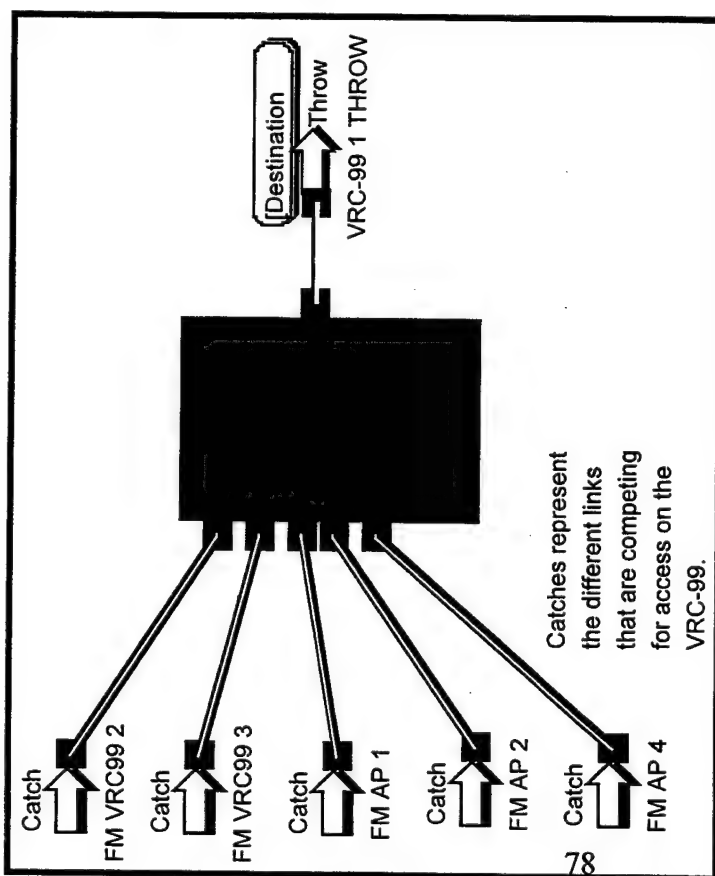 Catch
FM VRC99 2
Catch
FM VRC99 3
Catch
FM AP 1
Catch
FM AP 2
Catch
FM AP 4
[Destination
Throw
VRC-99 1 THROW
Catches represent
the different links
that are competing
for access on the
VRC-99.
78